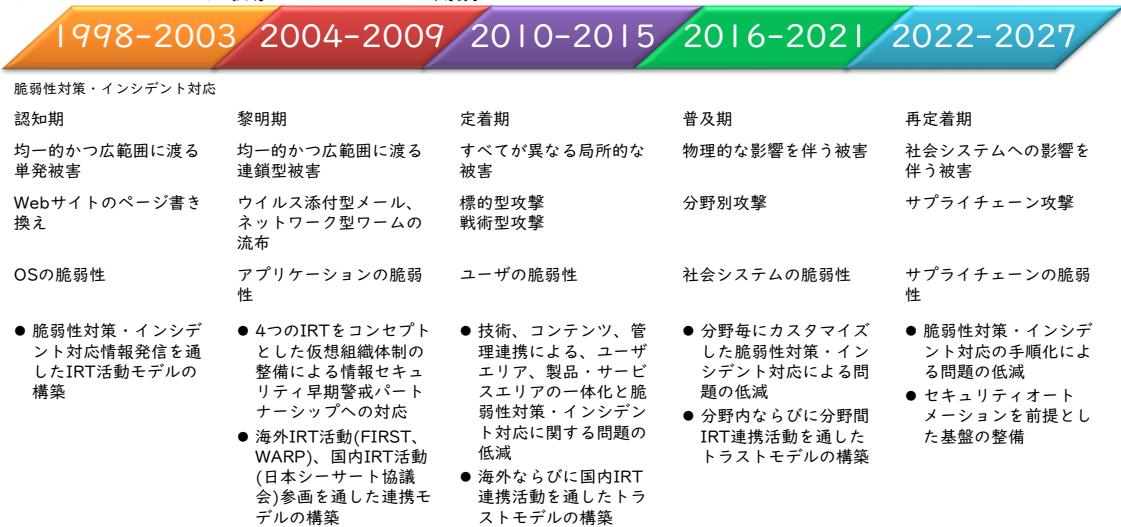 1998-2003 2004-2009 2010-2015 2016-2021 2022-2027
脆弱性対策・インシデント対応
認知期
均一的かつ広範囲に渡る
単発被害
Webサイトのページ書き
換え
OSの脆弱性
● 脆弱性対策・インシデ
ント対応情報発信を通
したIRT活動モデルの
構築
黎明期
均一的かつ広範囲に渡る
連鎖型被害
ウイルス添付型メール、
ネットワーク型ワームの
流布
アプリケーションの脆弱
性
● 4つのIRTをコンセプト
とした仮想組織体制の
整備による情報セキュ
リティ早期警戒パート
ナーシップへの対応
● 海外IRT活動(FIRST、
WARP)、国内IRT活動
(日本シーサート協議
会)参画を通した連携モ
デルの構築
定着期
すべてが異なる局所的な
被害
標的型攻撃
戦術型攻撃
ユーザの脆弱性
● 技術、コンテンツ、管
理連携による、ユーザ
エリア、製品・サービ
スエリアの一体化と脆
弱性対策・インシデン
ト対応に関する問題の
低減
● 海外ならびに国内IRT
連携活動を通したトラ
ストモデルの構築
普及期
物理的な影響を伴う被害
分野別攻撃
社会システムの脆弱性
● 分野毎にカスタマイズ
した脆弱性対策・イン
シデント対応による問
題の低減
● 分野内ならびに分野間
IRT連携活動を通した
トラストモデルの構築
再定着期
社会システムへの影響を
伴う被害
サプライチェーン攻撃
サプライチェーンの脆弱
性
● 脆弱性対策・インシデ
ント対応の手順化によ
る問題の低減
● セキュリティオート
メーションを前提とし
た基盤の整備